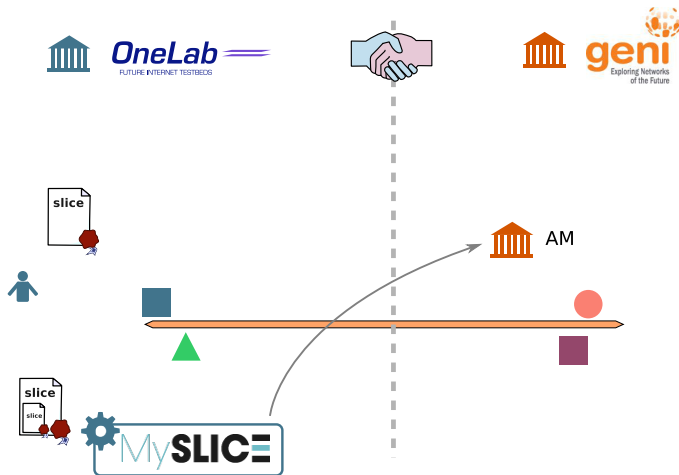 OneLab
FUTURE INTERNET TESTBEDS
geni
Exploring Networks
of the Future
slice
AM
slice
slice
MySLICE